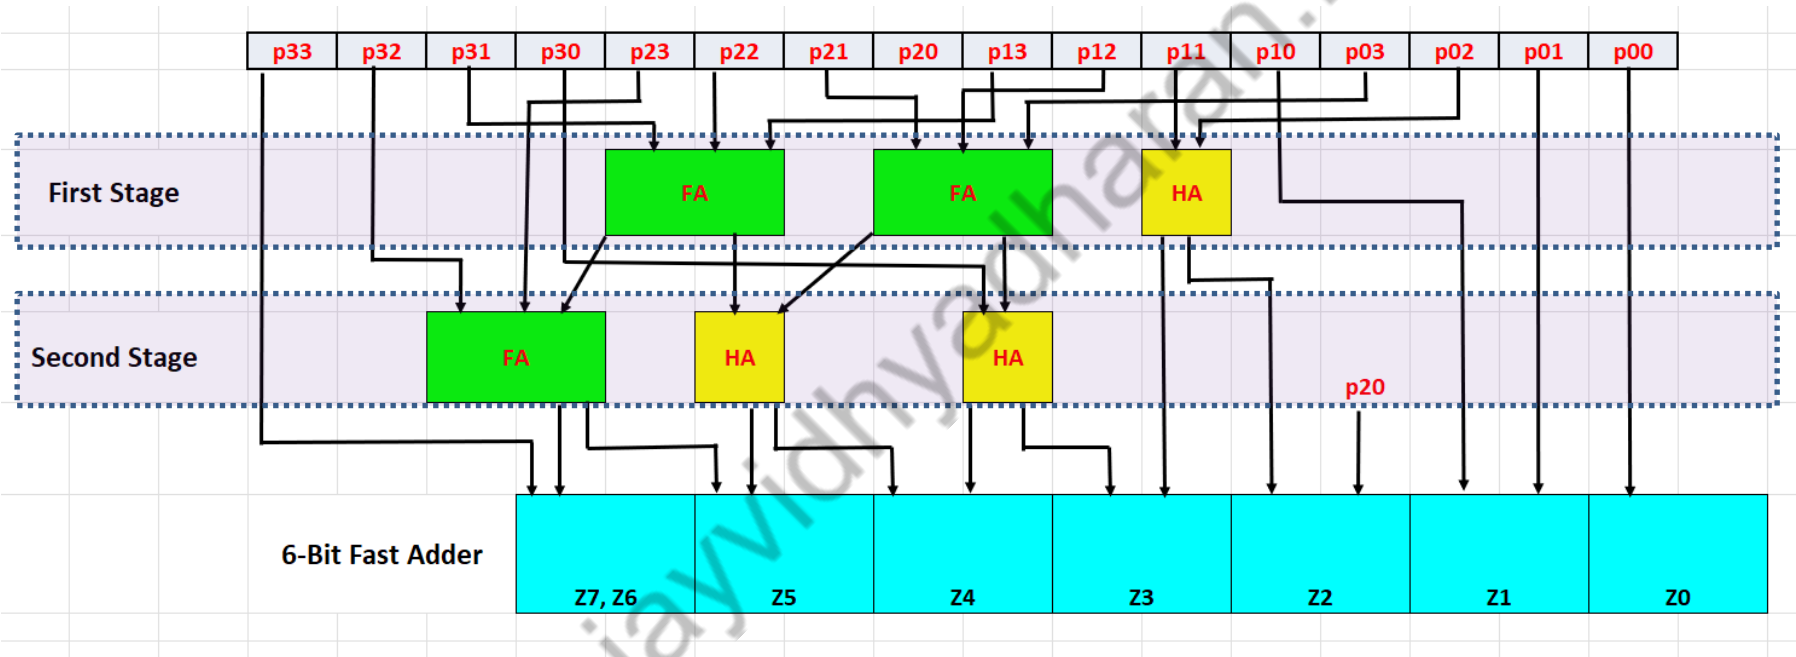 p33 p32 p31 p30 p23 p22 p21 p20 p13 p12 p11 p10 p03 p02 p01 p00
First Stage
FA FA HA
Second Stage
FA HA HA
p20
6-Bit Fast Adder
Z7, Z6 Z5 Z4 Z3 Z2 Z1 Z0
jayvidhyadharan.